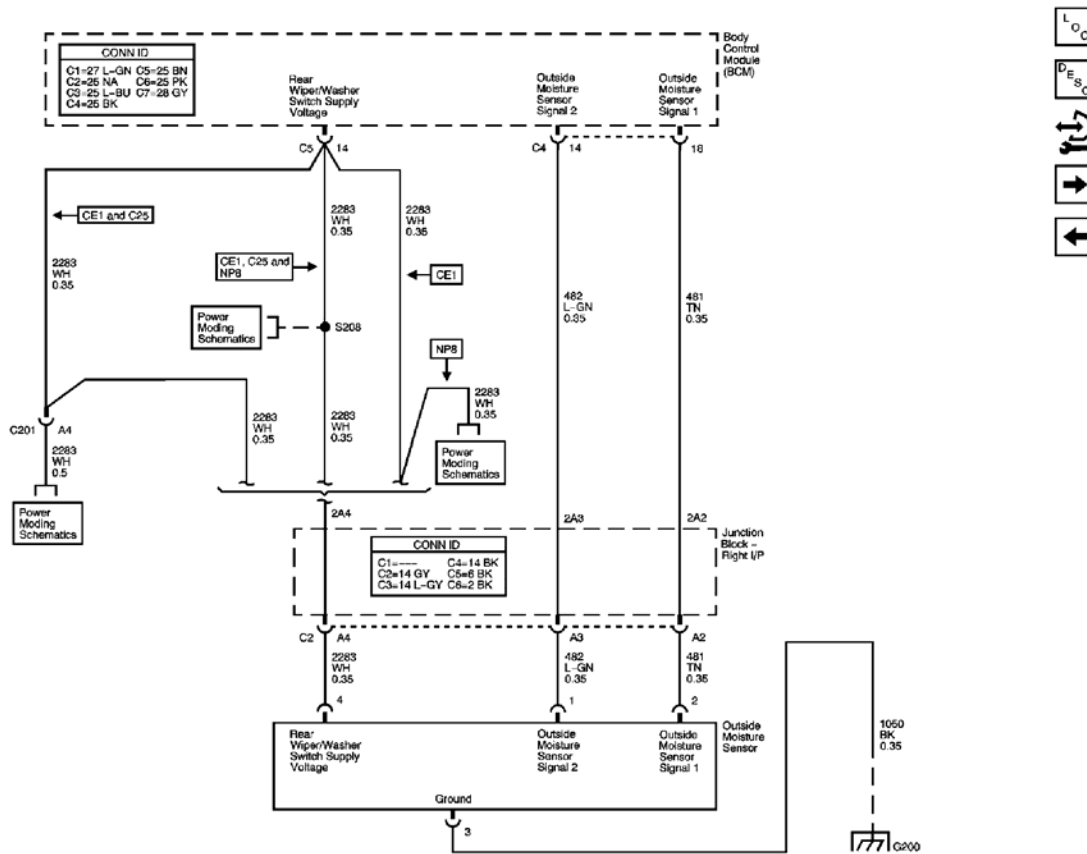 Body
Control
Module
(BCM)
CONN ID
C1=27 L-GN C5=25 BN
C2=26 NA C6=25 PK
C3=25 L-BU C7=28 GY
C4=25 BK
Rear
Wiper/Washer
Switch Supply
Voltage
Outside
Moisture
Sensor
Signal 2
Outside
Moisture
Sensor
Signal 1
C5 14
C4 14
18
CE1 and C25
2283
WH
0.35
2283
WH
0.35
2283
WH
0.35
CE1, C25 and
NP8
CE1
482
L-GN
0.35
481
TN
0.35
Power
Moding
Schematics
S208
NP8
2283
WH
0.35
C201 A4
2283
WH
0.35
2283
WH
0.35
2283
WH
0.5
Power
Moding
Schematics
Power
Moding
Schematics
2A4
2A3
2A2
Junction
Block –
Right I/P
CONN ID
C1=--- C4=14 BK
C2=14 GY C5=6 BK
C3=14 L-GY C6=2 BK
C2 A4
A3
A2
2283
WH
0.35
482
L-GN
0.35
481
TN
0.35
4
1
2
Rear
Wiper/Washer
Switch Supply
Voltage
Outside
Moisture
Sensor
Signal 2
Outside
Moisture
Sensor
Signal 1
Outside
Moisture
Sensor
Ground
3
1050
BK
0.35
G200